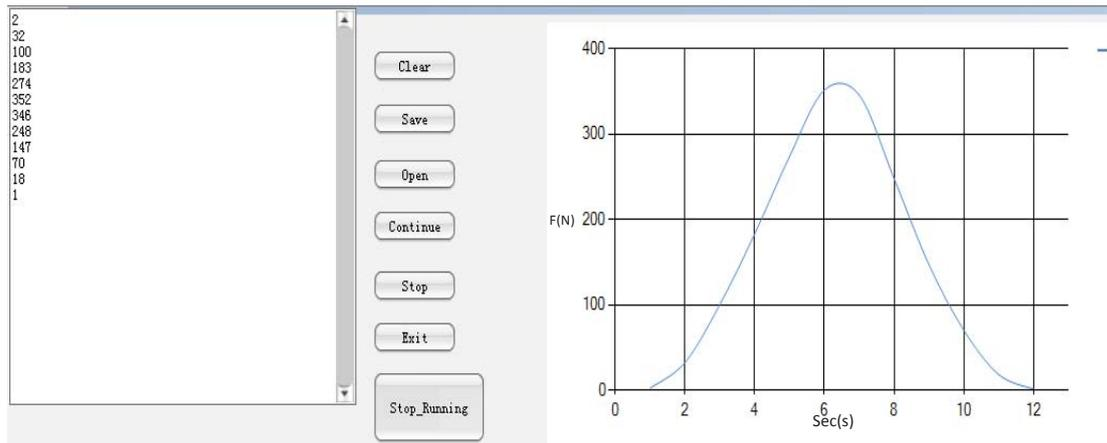 2
32
100
183
274
352
346
248
147
70
18
1
Clear
Save
Open
Continue
Stop
Exit
Stop_Running
400
300
F(N) 200
100
0
0 2 4 6 8 10 12
Sec(s)